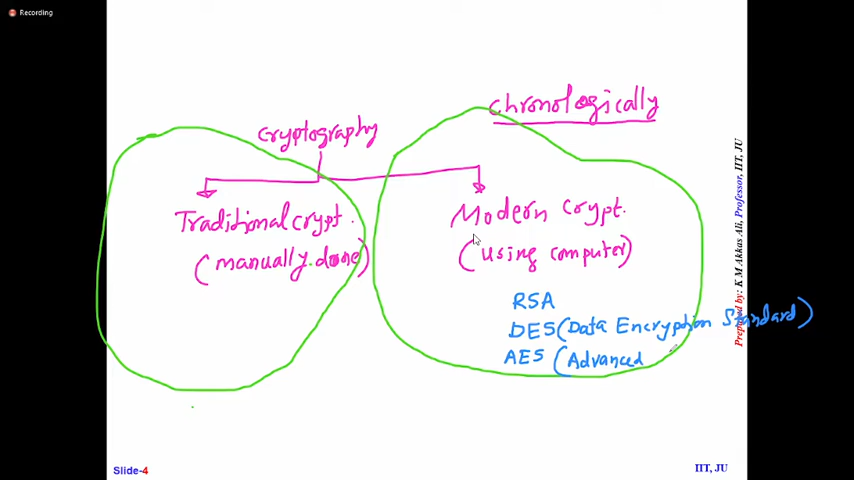 Recording
chronologically
cryptography
Traditional crypt.
(manually done)
Modern crypt.
(using computer)
RSA
DES (Data Encryption Standard)
AES (Advanced
Prepared by: K M Akkas Ali, Professor, IIT, JU
Slide-4
IIT, JU